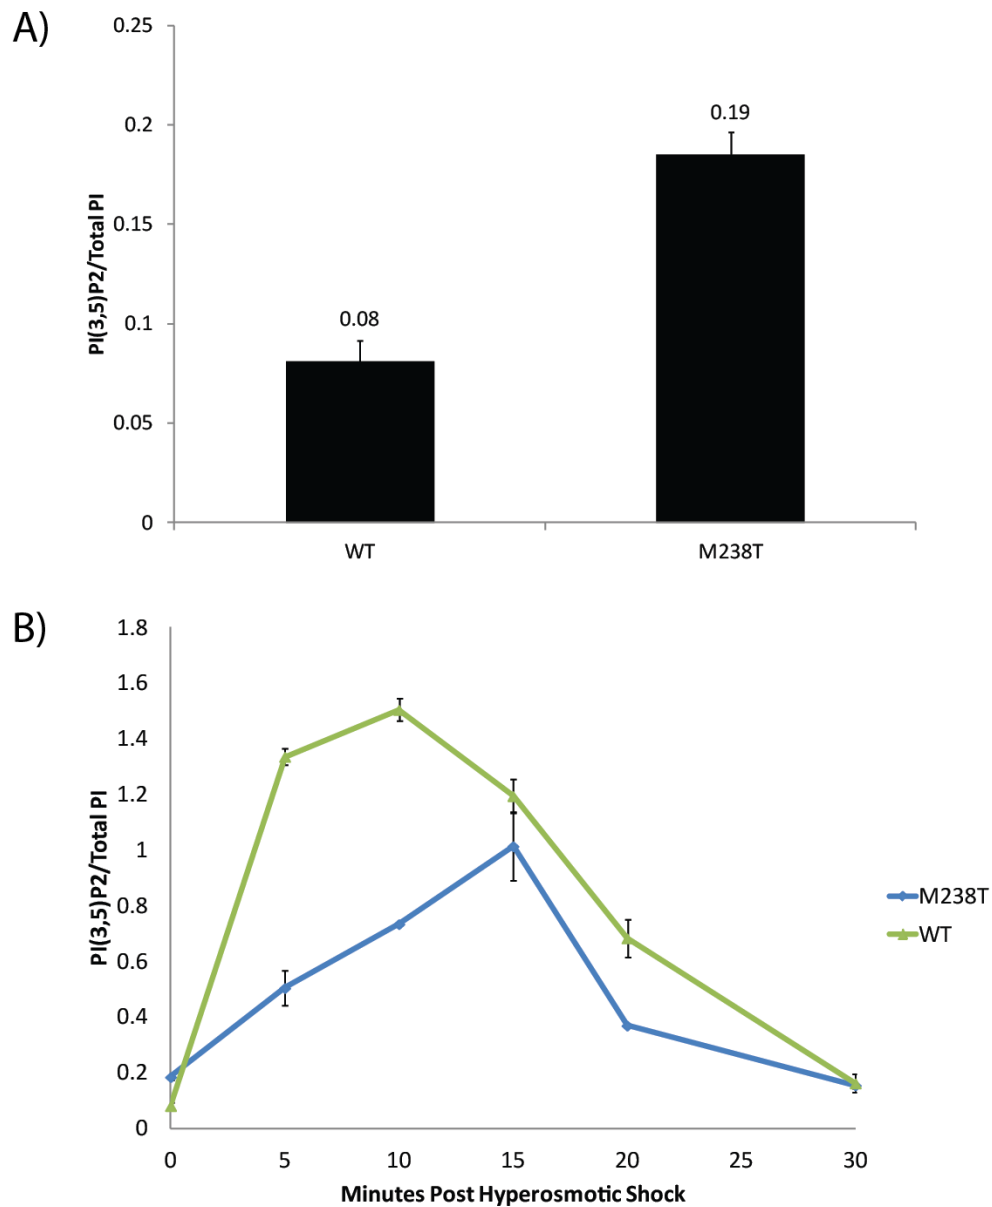 A)
0.25
0.2
0.15
0.1
0.05
0
PI(3,5)P2/Total PI
0.08
0.19
WT
M238T
B)
1.8
1.6
1.4
1.2
1
0.8
0.6
0.4
0.2
0
PI(3,5)P2/Total PI
M238T
WT
0 5 10 15 20 25 30
Minutes Post Hyperosmotic Shock